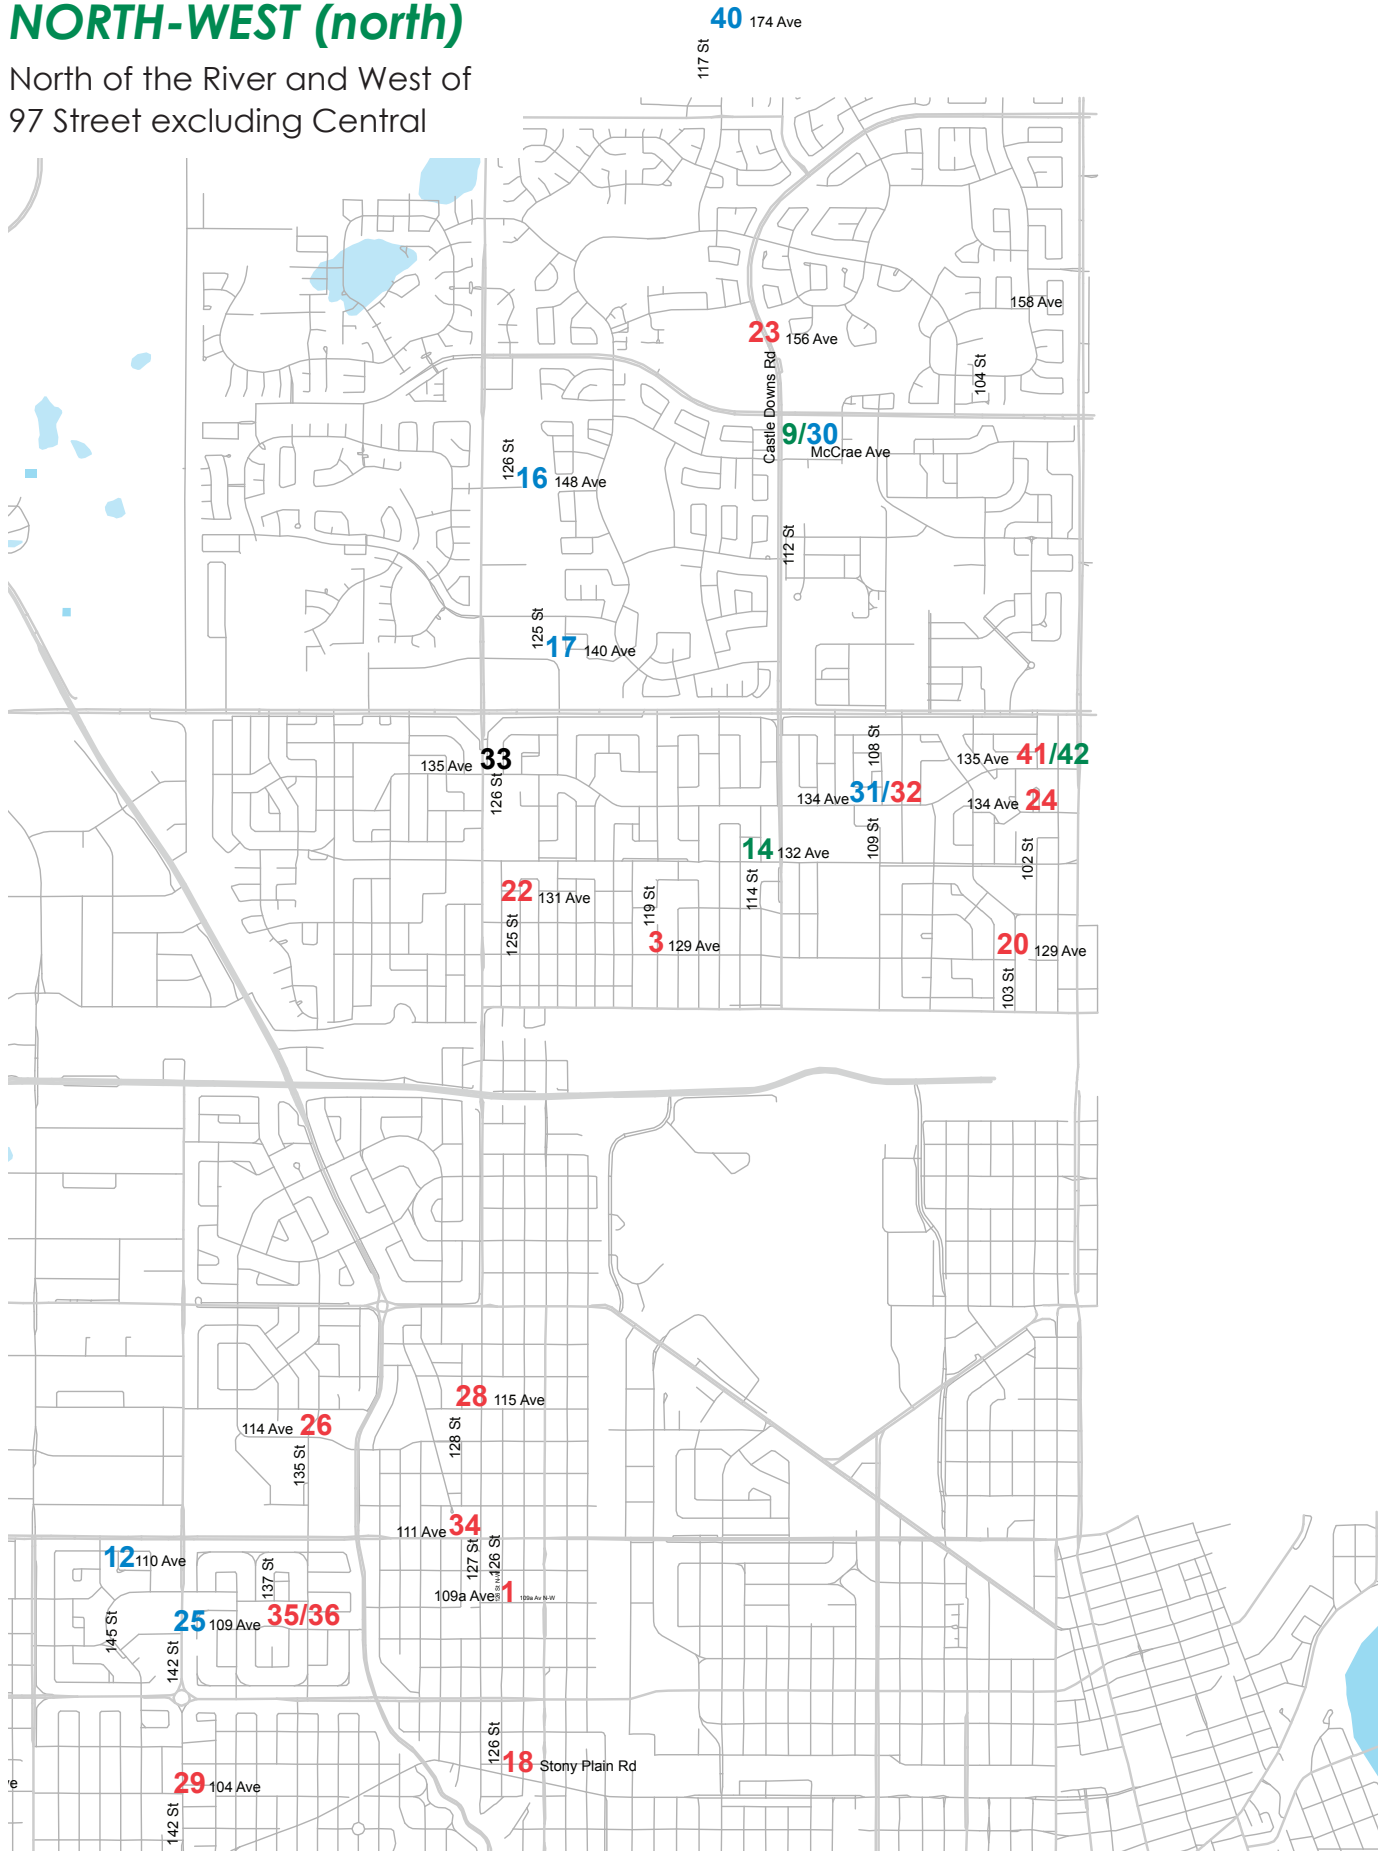 NORTH-WEST (north)
North of the River and West of
97 Street excluding Central
40 174 Ave
117 St
158 Ave
23 156 Ave
104 St
Castle Downs Rd
9/30
McCrae Ave
126 St
16 148 Ave
112 St
125 St
17 140 Ave
108 St
135 Ave 33
126 St
135 Ave 41/42
134 Ave 31/32
134 Ave 24
109 St
14 132 Ave
102 St
114 St
22 131 Ave
119 St
125 St
3 129 Ave
20 129 Ave
103 St
28 115 Ave
114 Ave 26
128 St
135 St
111 Ave 34
127 St
126 St
12 110 Ave
137 St
109a Ave 1 109a Av N-W
126 St N-W
35/36
25 109 Ave
145 St
142 St
126 St
18 Stony Plain Rd
29 104 Ave
ve
142 St